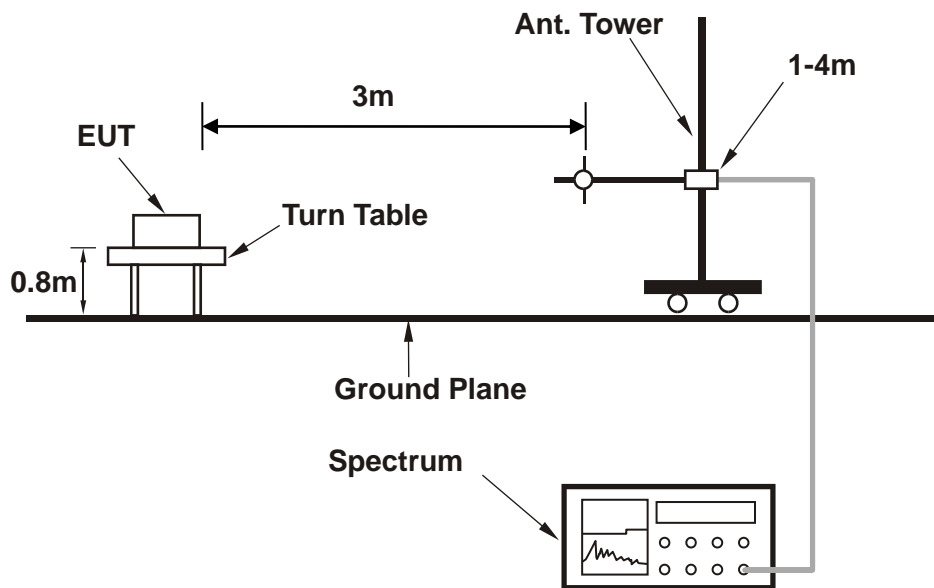 Ant. Tower
1-4m
3m
EUT
Turn Table
0.8m
Ground Plane
Spectrum